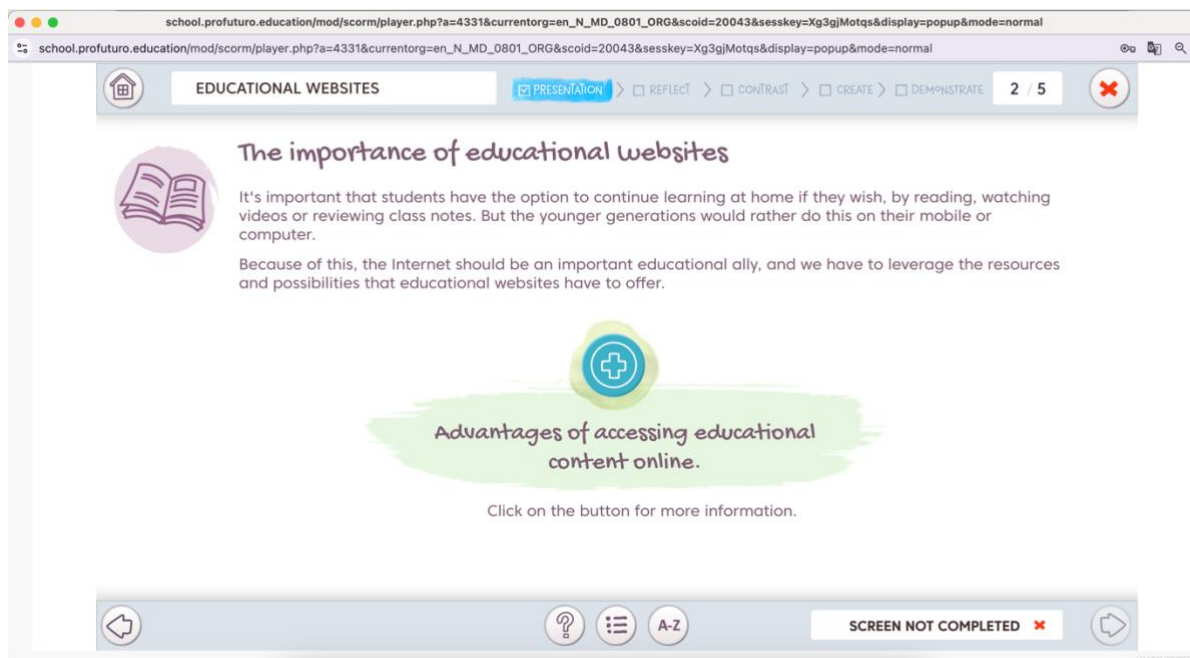 school.profuturo.education/mod/scorm/player.php?a=4331&currentorg=en_N_MD_0801_ORG&scoid=20043&sesskey=Xg3gjMotqs&display=popup&mode=normal
school.profuturo.education/mod/scorm/player.php?a=4331&currentorg=en_N_MD_0801_ORG&scoid=20043&sesskey=Xg3gjMotqs&display=popup&mode=normal
EDUCATIONAL WEBSITES
PRESENTATION > REFLECT > CONTRAST > CREATE > DEMONSTRATE
2 / 5
The importance of educational websites
It's important that students have the option to continue learning at home if they wish, by reading, watching
videos or reviewing class notes. But the younger generations would rather do this on their mobile or
computer.
Because of this, the Internet should be an important educational ally, and we have to leverage the resources
and possibilities that educational websites have to offer.
Advantages of accessing educational
content online.
Click on the button for more information.
?
A-Z
SCREEN NOT COMPLETED